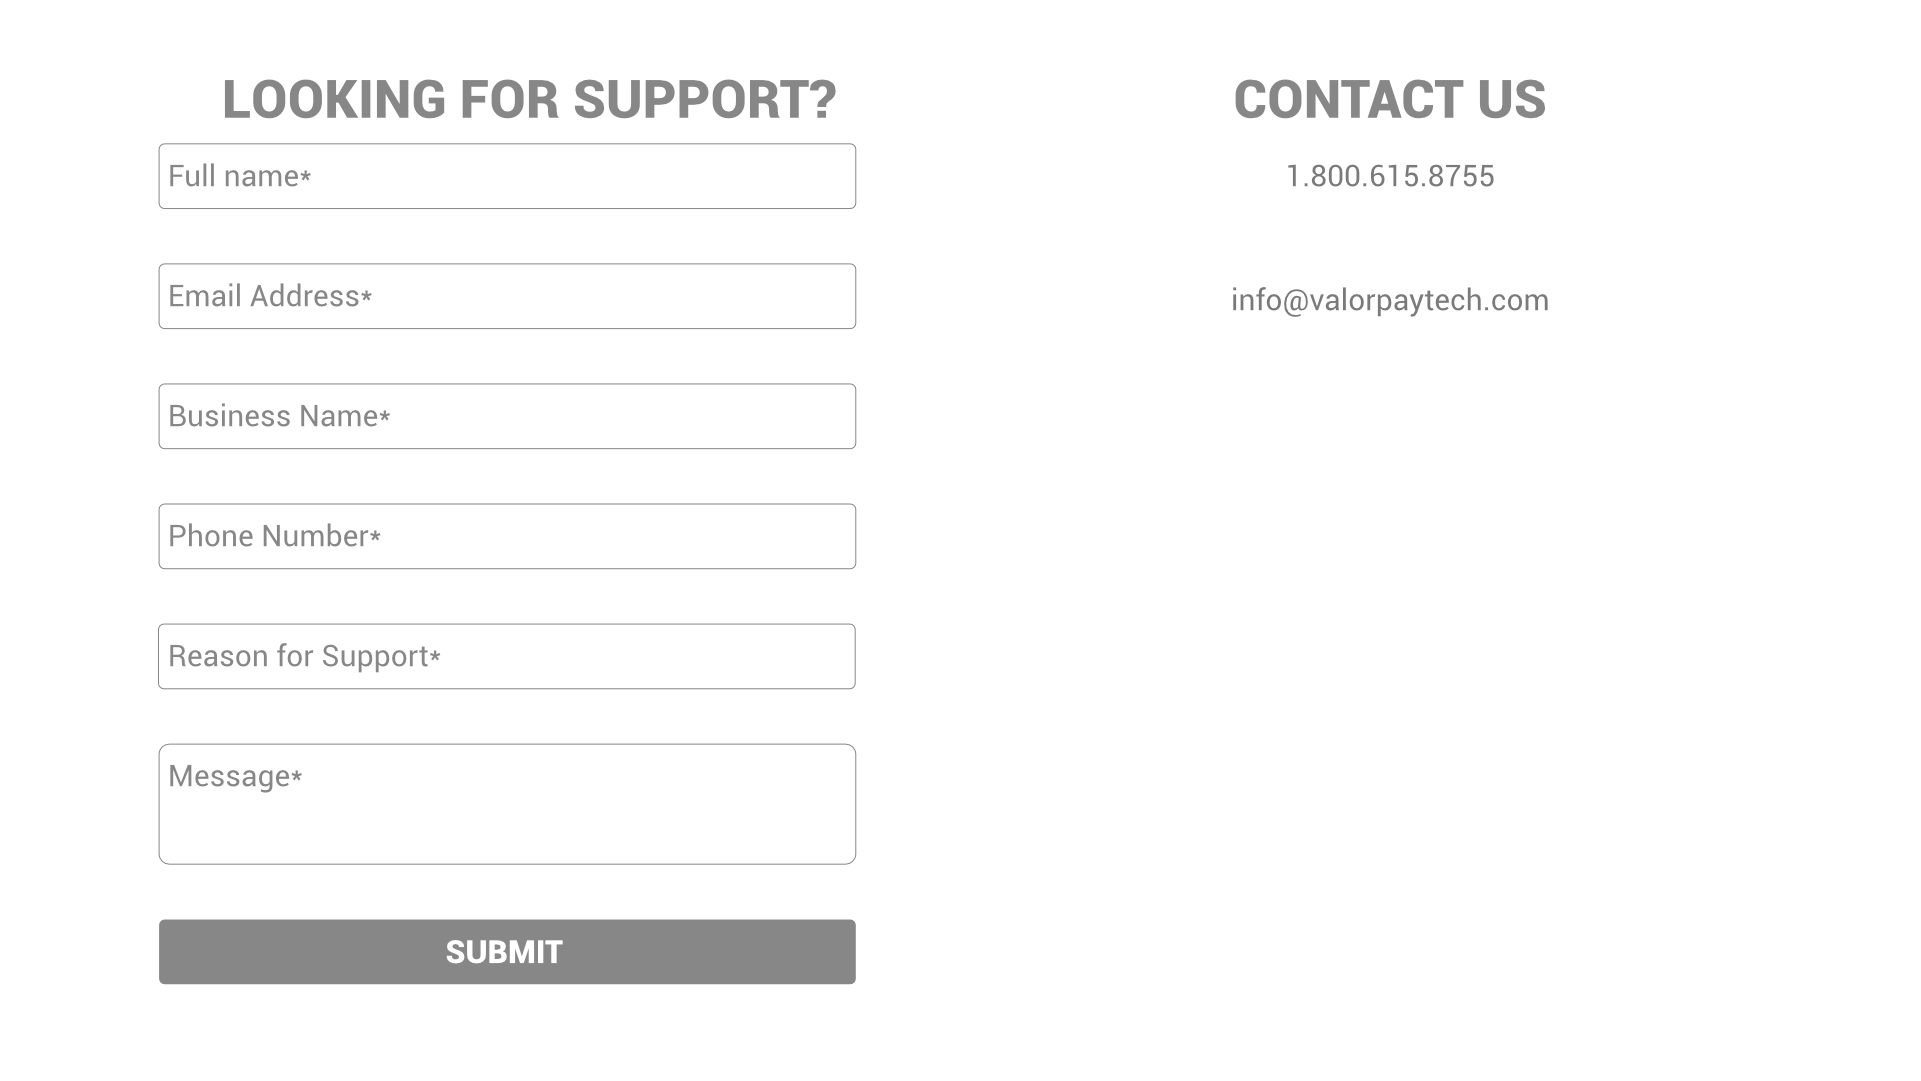 LOOKING FOR SUPPORT?
Full name*
Email Address*
Business Name*
Phone Number*
Reason for Support*
Message*
SUBMIT
CONTACT US
1.800.615.8755
info@valorpaytech.com